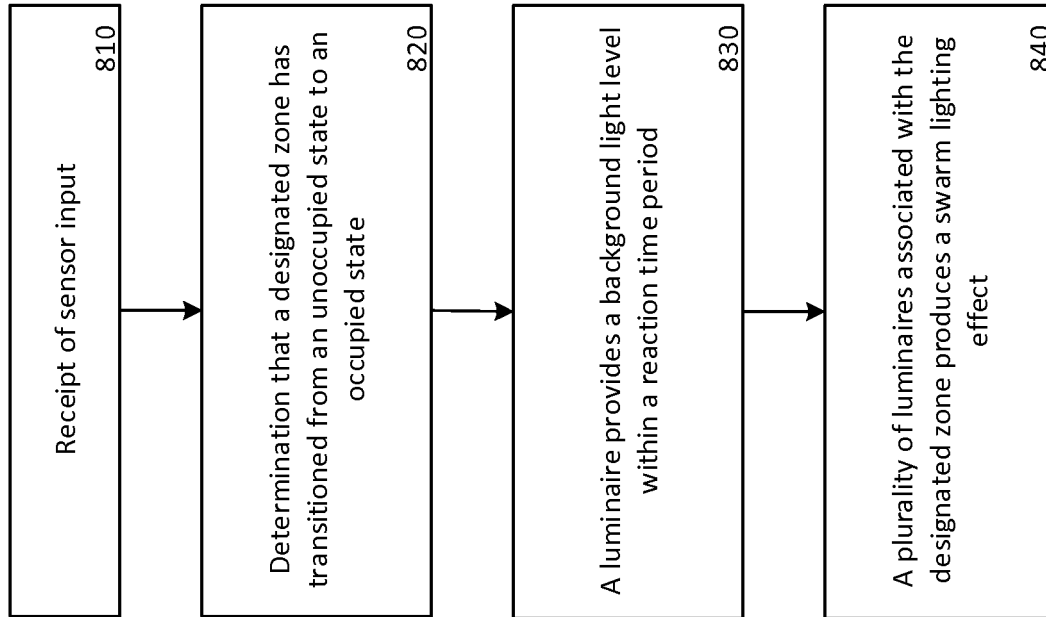 Receipt of sensor input
810
Determination that a designated zone has
transitioned from an unoccupied state to an
occupied state
820
A luminaire provides a background light level
within a reaction time period
830
A plurality of luminaires associated with the
designated zone produces a swarm lighting
effect
840